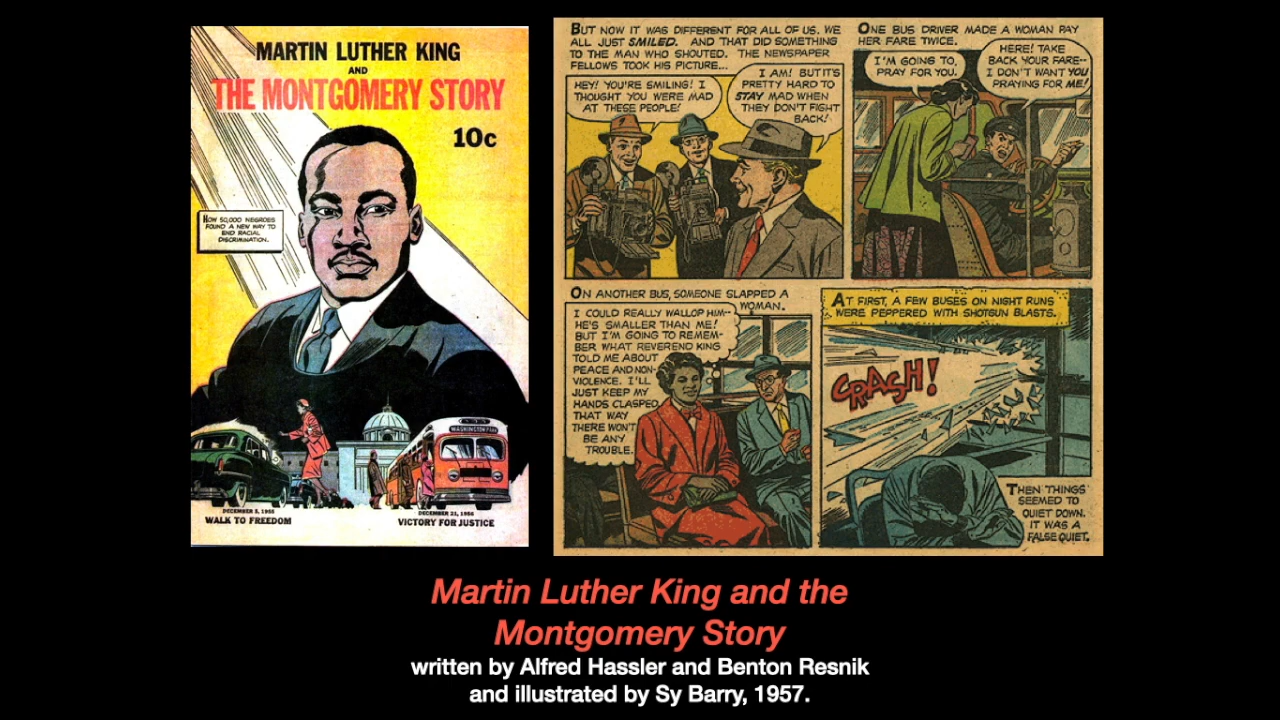 MARTIN LUTHER KING
AND
THE MONTGOMERY STORY
10c
HOW 50,000 NEGROES
FOUND A NEW WAY TO
END RACIAL
DISCRIMINATION.
WASHINGTON PARK
DECEMBER 5, 1955
WALK TO FREEDOM
DECEMBER 21, 1956
VICTORY FOR JUSTICE
BUT NOW IT WAS DIFFERENT FOR ALL OF US. WE
ALL JUST SMILED. AND THAT DID SOMETHING
TO THE MAN WHO SHOUTED. THE NEWSPAPER
FELLOWS TOOK HIS PICTURE...
HEY! YOU'RE SMILING! I
THOUGHT YOU WERE MAD
AT THESE PEOPLE!
I AM! BUT IT'S
PRETTY HARD TO
STAY MAD WHEN
THEY DON'T FIGHT
BACK!
ONE BUS DRIVER MADE A WOMAN PAY
HER FARE TWICE.
I'M GOING TO,
PRAY FOR YOU.
HERE! TAKE
BACK YOUR FARE--
I DON'T WANT YOU
PRAYING FOR ME!
ON ANOTHER BUS, SOMEONE SLAPPED A
WOMAN.
I COULD REALLY WALLOP HIM--
HE'S SMALLER THAN ME!
BUT I'M GOING TO REMEM-
BER WHAT REVEREND KING
TOLD ME ABOUT
PEACE AND NON-
VIOLENCE. I'LL
JUST KEEP MY
HANDS CLASPED
THAT WAY
THERE WON'T
BE ANY
TROUBLE.
AT FIRST, A FEW BUSES ON NIGHT RUNS
WERE PEPPERED WITH SHOTGUN BLASTS.
CRASH!
THEN THINGS
SEEMED TO
QUIET DOWN.
IT WAS A
FALSE QUIET.
Martin Luther King and the
Montgomery Story
written by Alfred Hassler and Benton Resnik
and illustrated by Sy Barry, 1957.